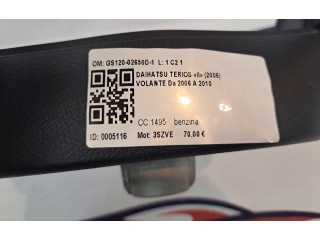 OM: GS120-02650D-1 L: 1 C2 1
DAIHATSU TERIOS «II» (2006)
VOLANTE Da 2006 A 2010
CC.1495 benzina
ID: 0005116 Mot: 3SZVE 70,00 €